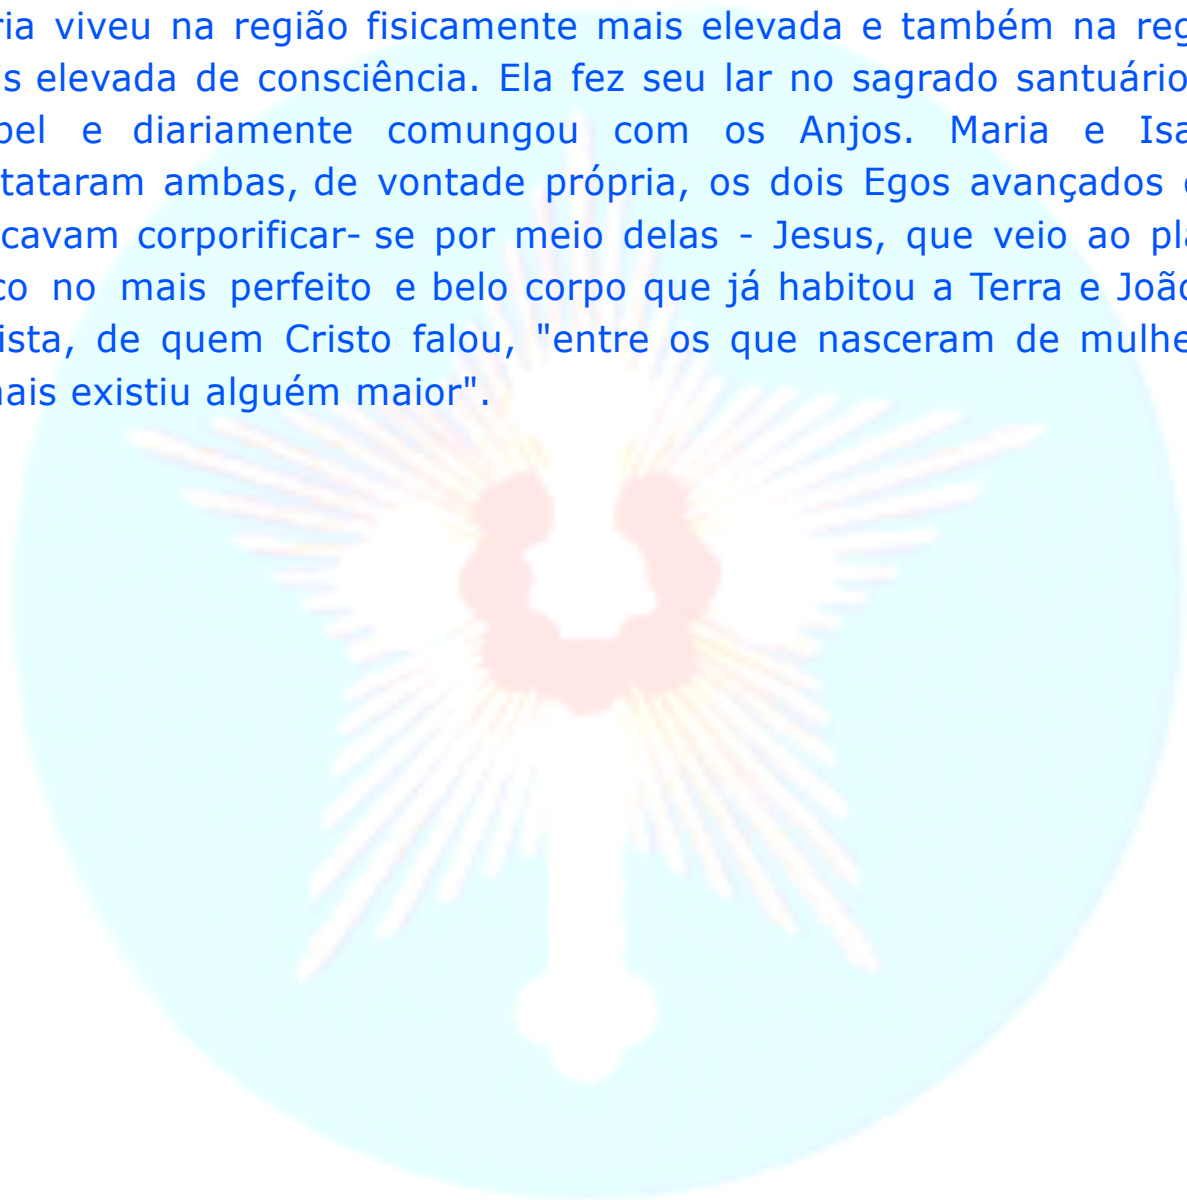 ria viveu na região fisicamente mais elevada e também na reg
s elevada de consciência. Ela fez seu lar no sagrado santuário
bel e diariamente comungou com os Anjos. Maria e Isa
tataram ambas, de vontade própria, os dois Egos avançados
cavam corporificar- se por meio delas - Jesus, que veio ao pla
co no mais perfeito e belo corpo que já habitou a Terra e João
ista, de quem Cristo falou, "entre os que nasceram de mulhe
ais existiu alguém maior".